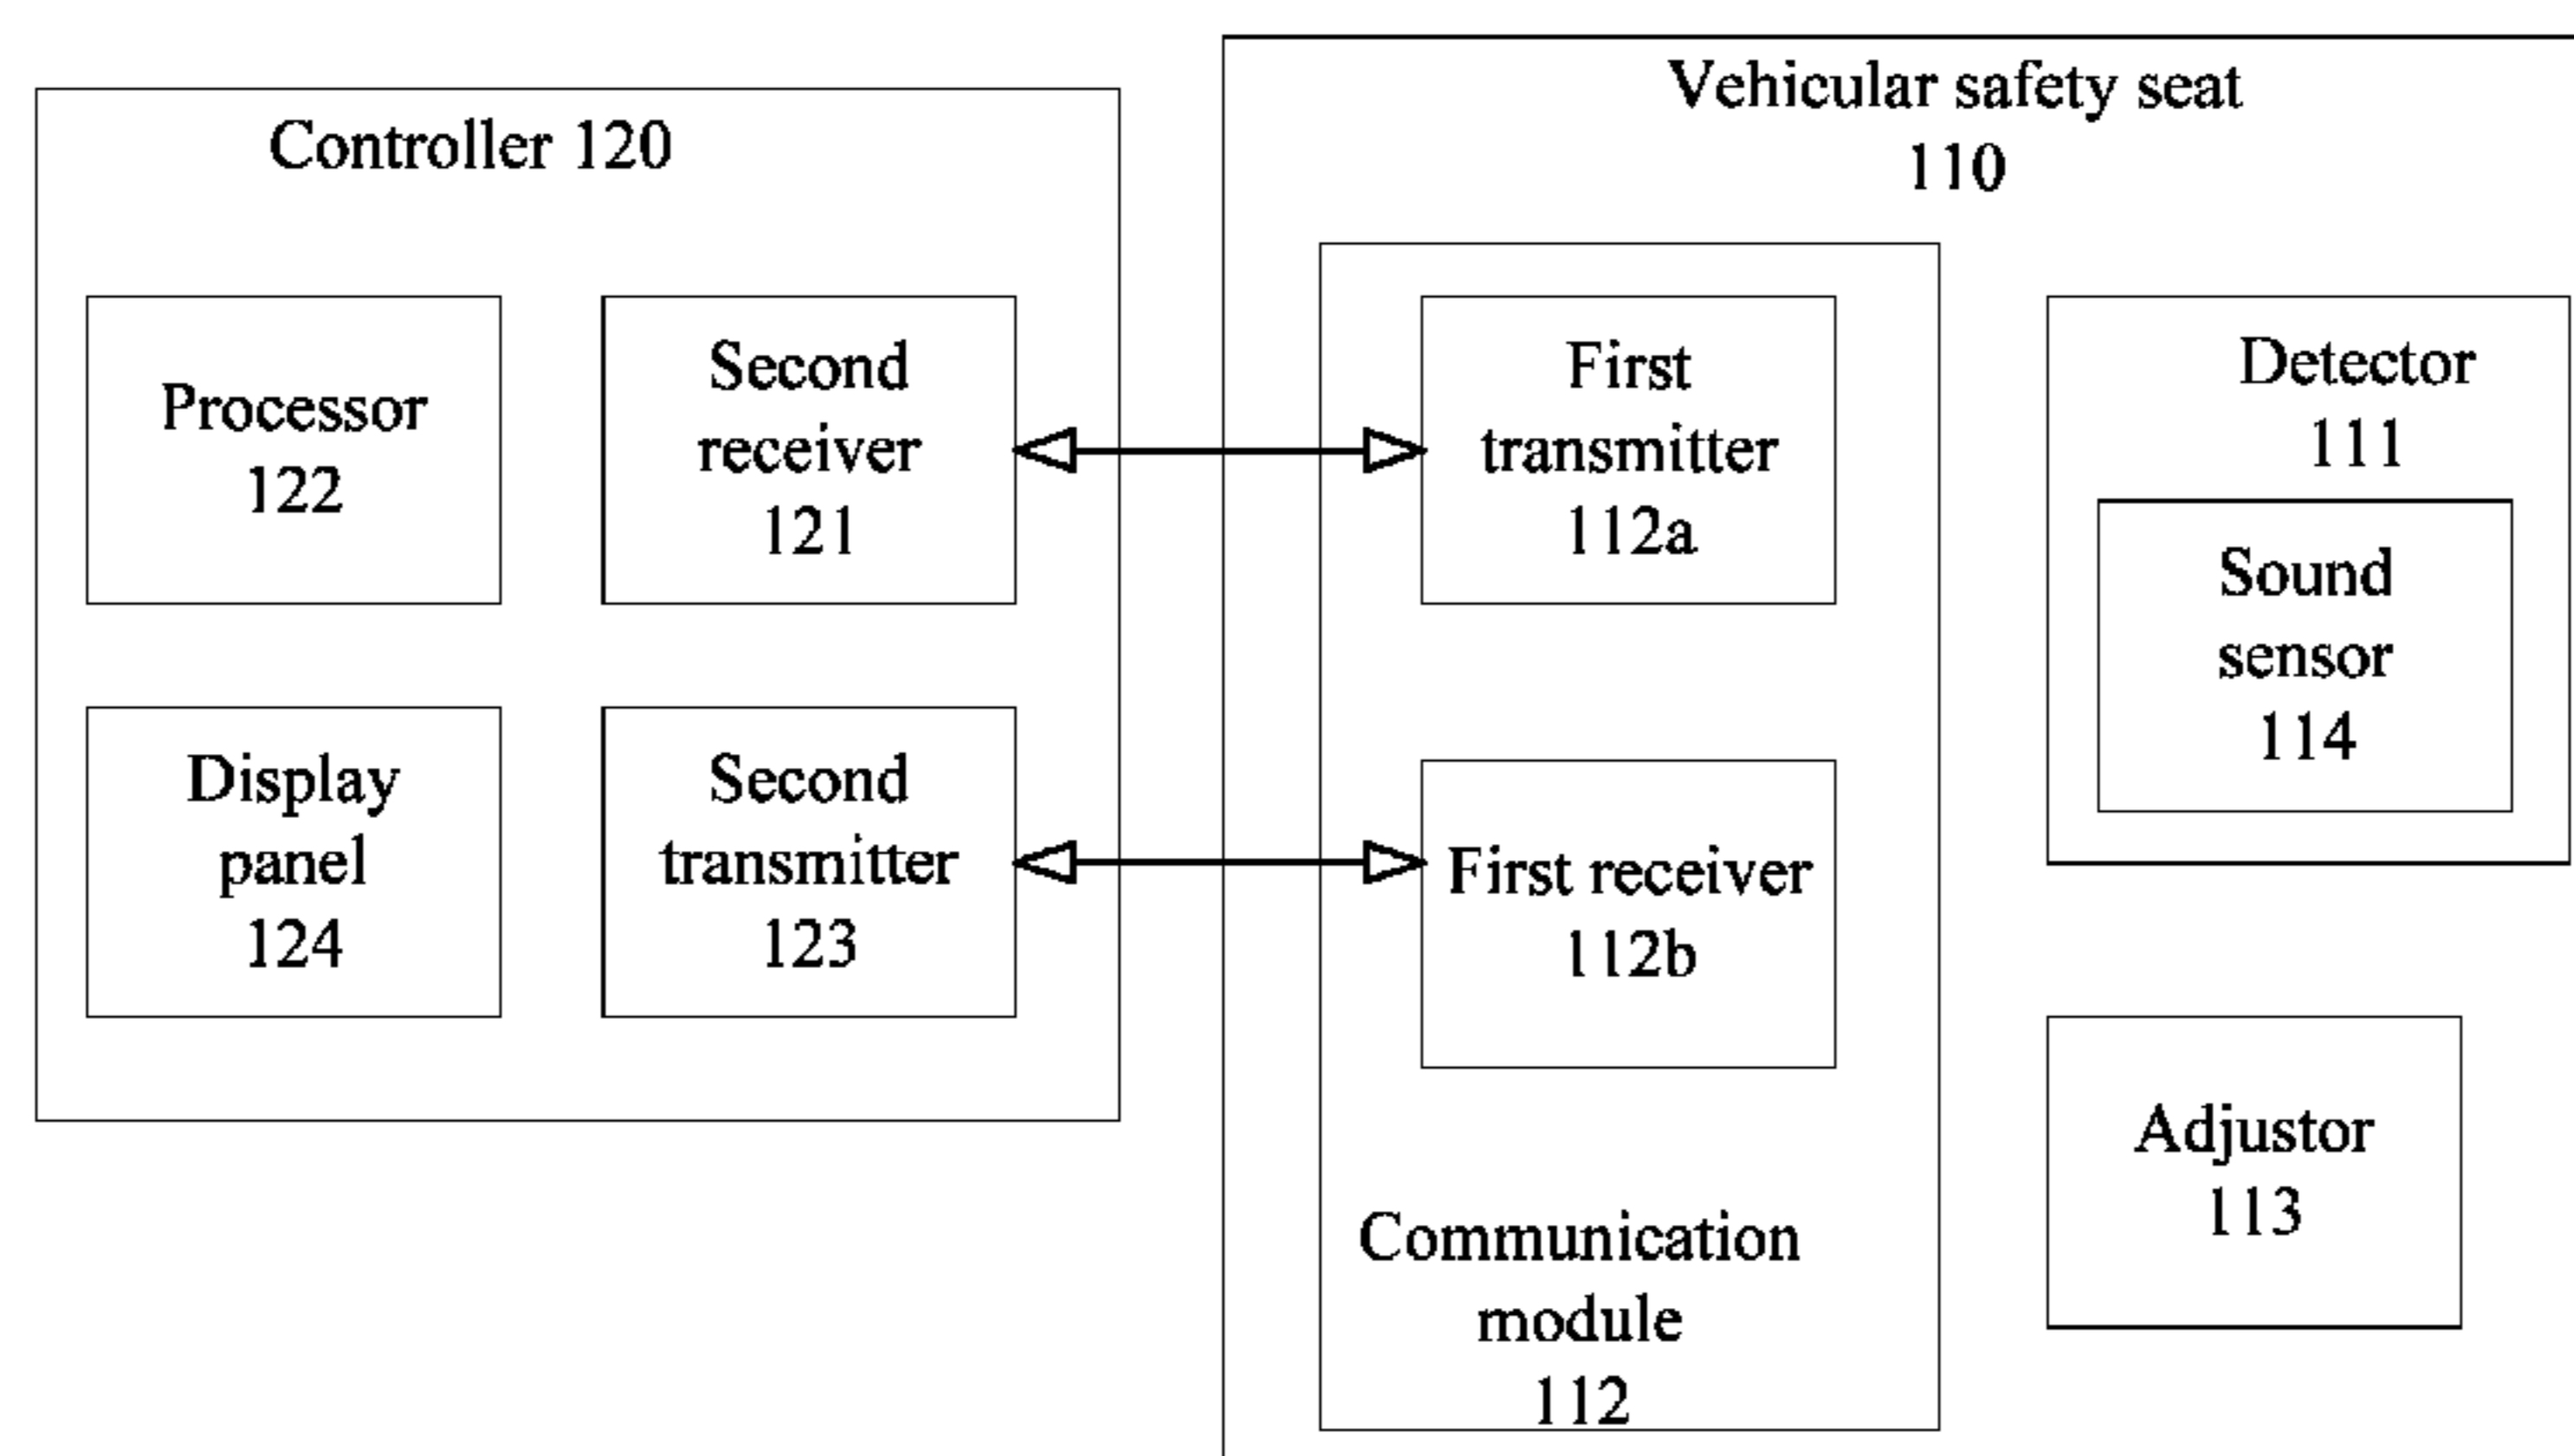 Controller 120
Processor
122
Second
receiver
121
Display
panel
124
Second
transmitter
123
Vehicular safety seat
110
First
transmitter
112a
First receiver
112b
Communication
module
112
Detector
111
Sound
sensor
114
Adjustor
113